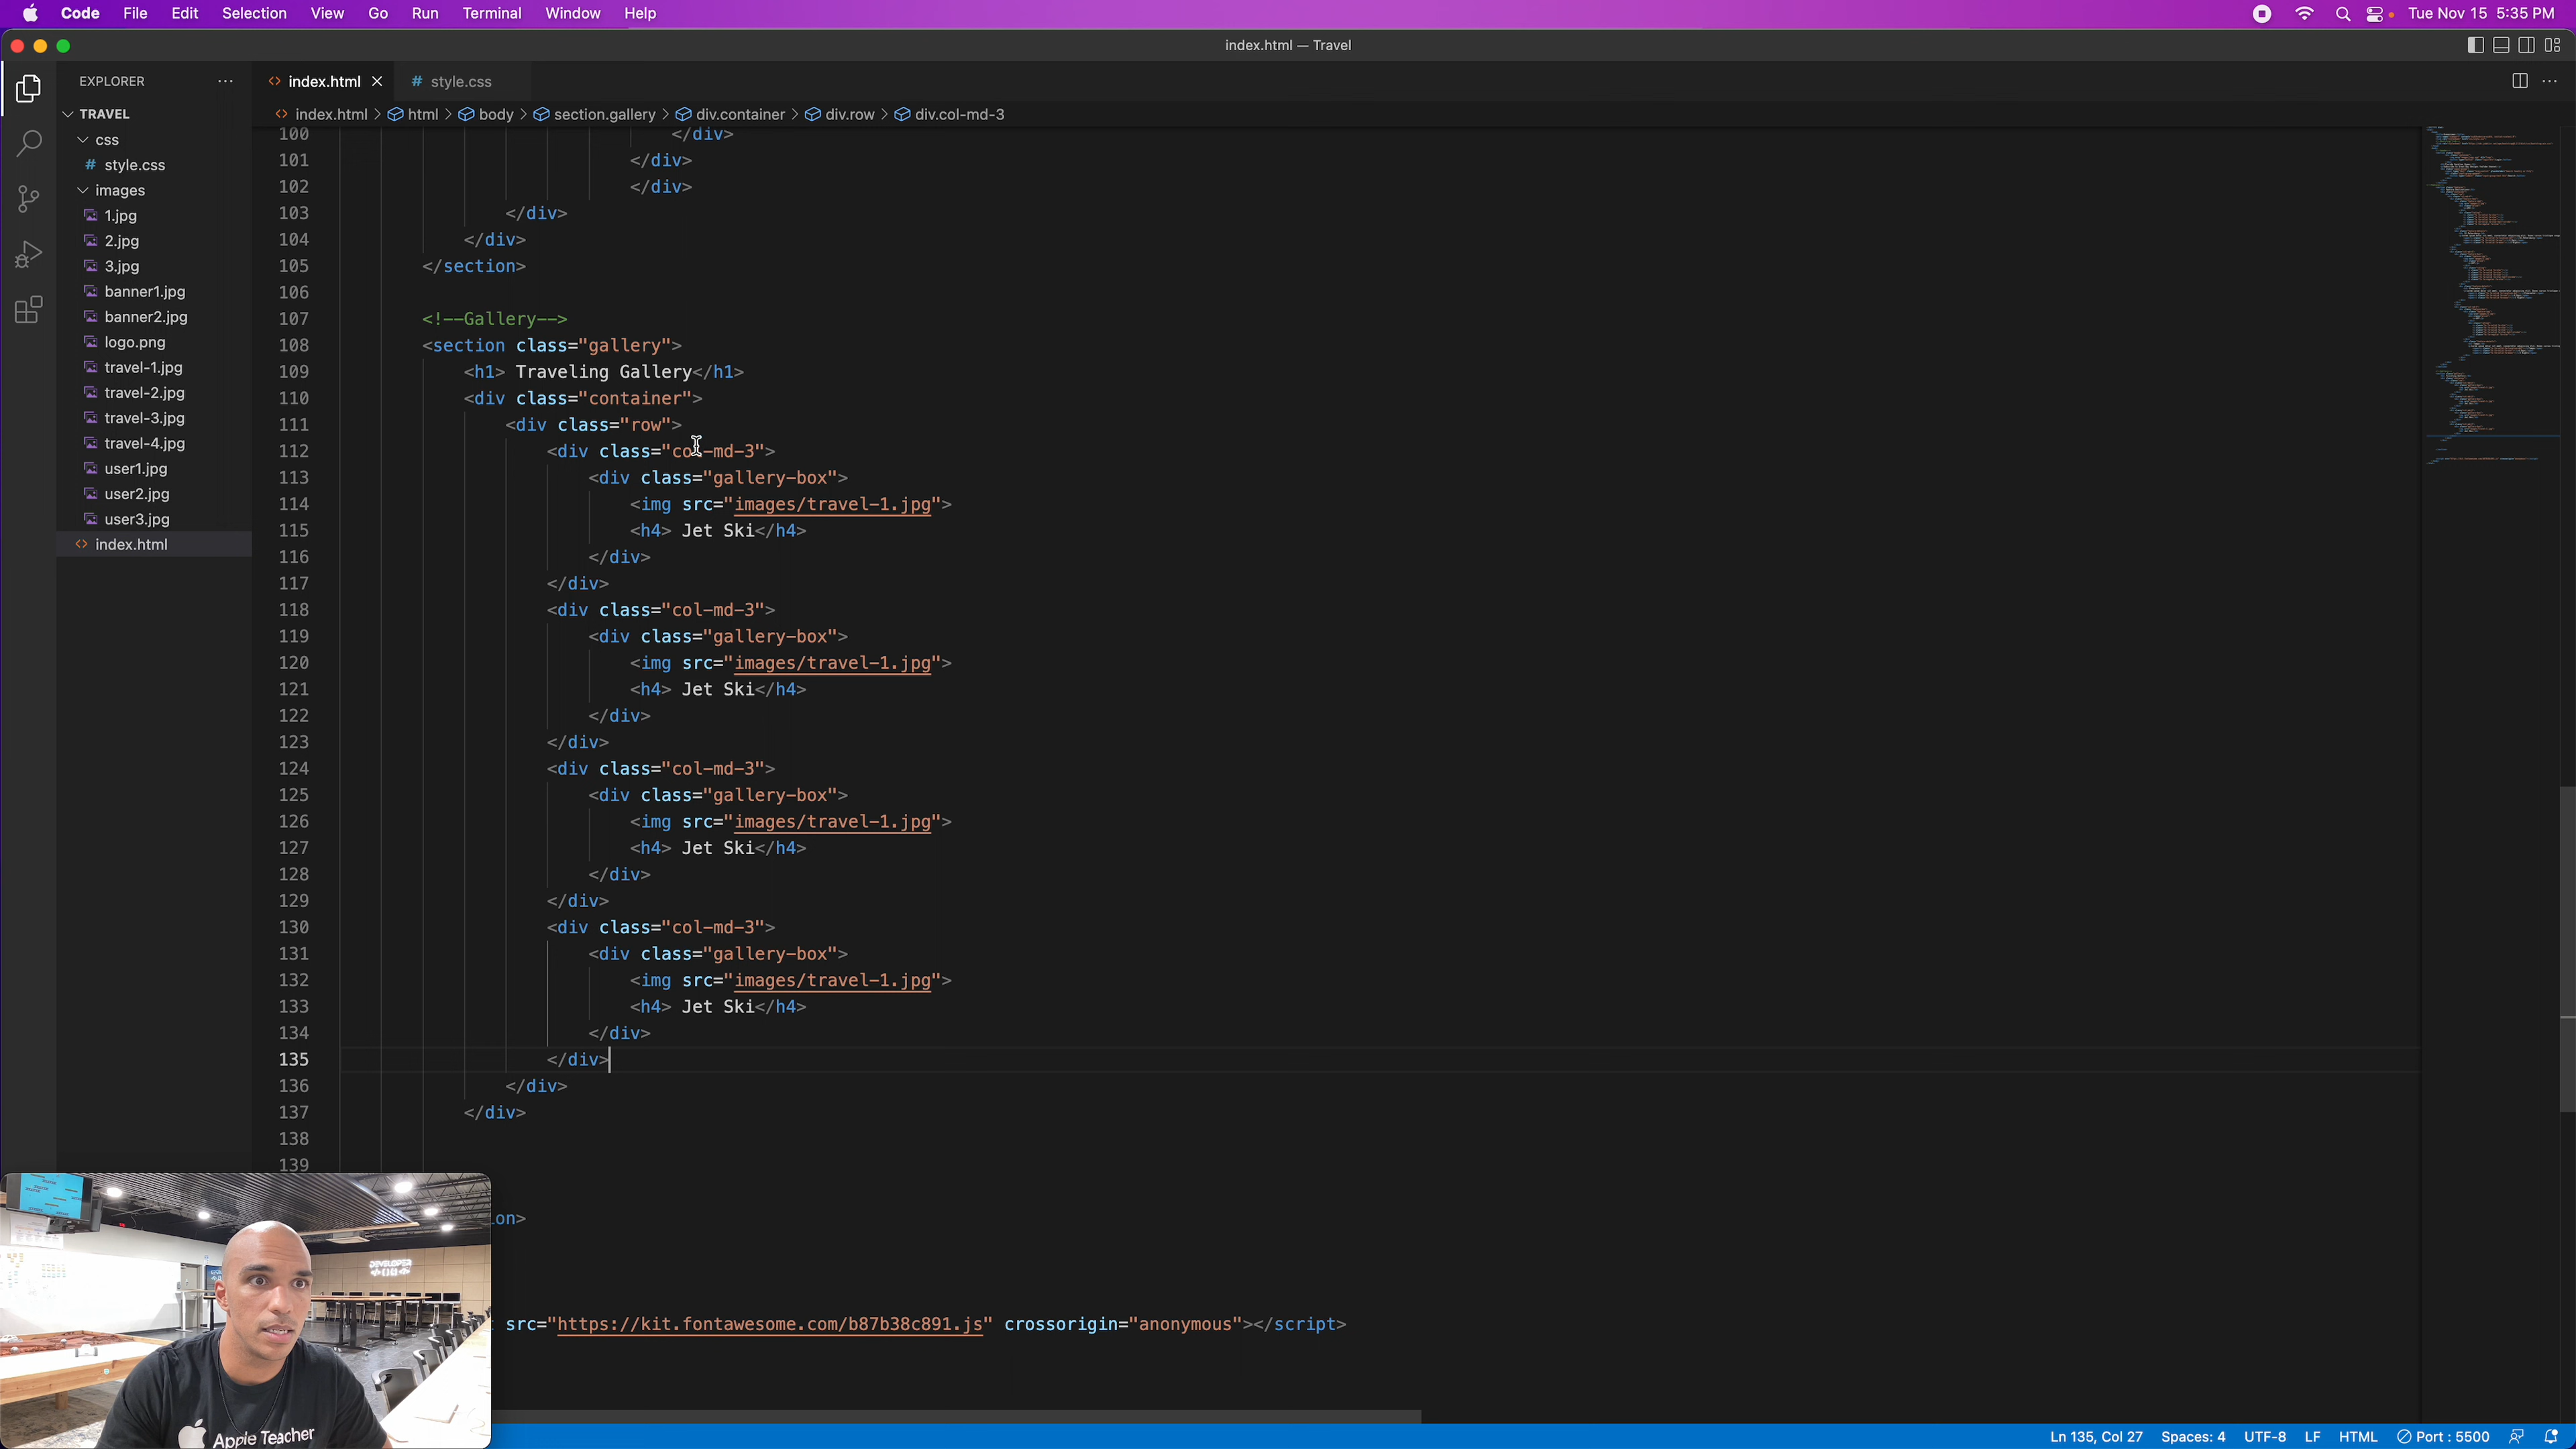 Code File Edit Selection View Go Run Terminal Window Help Tue Nov 15 5:35 PM
index.html — Travel
EXPLORER ··· index.html # style.css ···
index.html > html > body > section.gallery > div.container > div.row > div.col-md-3
TRAVEL
css
# style.css
images
1.jpg
2.jpg
3.jpg
banner1.jpg
banner2.jpg
logo.png
travel-1.jpg
travel-2.jpg
travel-3.jpg
travel-4.jpg
user1.jpg
user2.jpg
user3.jpg
<> index.html
100 </div>
101 </div>
102 </div>
103 </div>
104 </div>
105 </section>
106
107 <!--Gallery-->
108 <section class="gallery">
109 <h1> Traveling Gallery</h1>
110 <div class="container">
111 <div class="row">
112 <div class="col-md-3">
113 <div class="gallery-box">
114 <img src="images/travel-1.jpg">
115 <h4> Jet Ski</h4>
116 </div>
117 </div>
118 <div class="col-md-3">
119 <div class="gallery-box">
120 <img src="images/travel-1.jpg">
121 <h4> Jet Ski</h4>
122 </div>
123 </div>
124 <div class="col-md-3">
125 <div class="gallery-box">
126 <img src="images/travel-1.jpg">
127 <h4> Jet Ski</h4>
128 </div>
129 </div>
130 <div class="col-md-3">
131 <div class="gallery-box">
132 <img src="images/travel-1.jpg">
133 <h4> Jet Ski</h4>
134 </div>
135 </div>
136 </div>
137 </div>
138
139
ion>
src="https://kit.fontawesome.com/b87b38c891.js" crossorigin="anonymous"></script>
DEVELOPER
Apple Teacher
Ln 135, Col 27 Spaces: 4 UTF-8 LF HTML Port : 5500